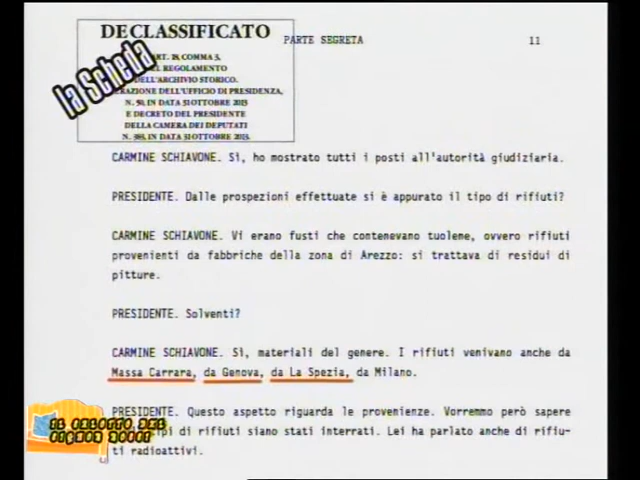 DECLASSIFICATO
PARTE SEGRETA 11
ART. 18, COMMA 3,
REGOLAMENTO
DELL'ARCHIVIO STORICO.
DELL'UFFICIO DI PRESIDENZA,
N. 50, IN DATA 31 OTTOBRE 2013
E DECRETO DEL PRESIDENTE
DELLA CAMERA DEI DEPUTATI
IN DATA 31 OTTOBRE 2013.
la Scheda
CARMINE SCHIAVONE. Sì, ho mostrato tutti i posti all'autorità giudiziaria.
PRESIDENTE. Dalle prospezioni effettuate si è appurato il tipo di rifiuti?
CARMINE SCHIAVONE. Vi erano fusti che contenevano tuolene, ovvero rifiuti
provenienti da fabbriche della zona di Arezzo: si trattava di residui di
pitture.
PRESIDENTE. Solventi?
CARMINE SCHIAVONE. Sì, materiali del genere. I rifiuti venivano anche da
Massa Carrara, da Genova, da La Spezia, da Milano.
PRESIDENTE. Questo aspetto riguarda le provenienze. Vorremmo però sapere
di rifiuti siano stati interrati. Lei ha parlato anche di rifiu-
ti radioattivi.